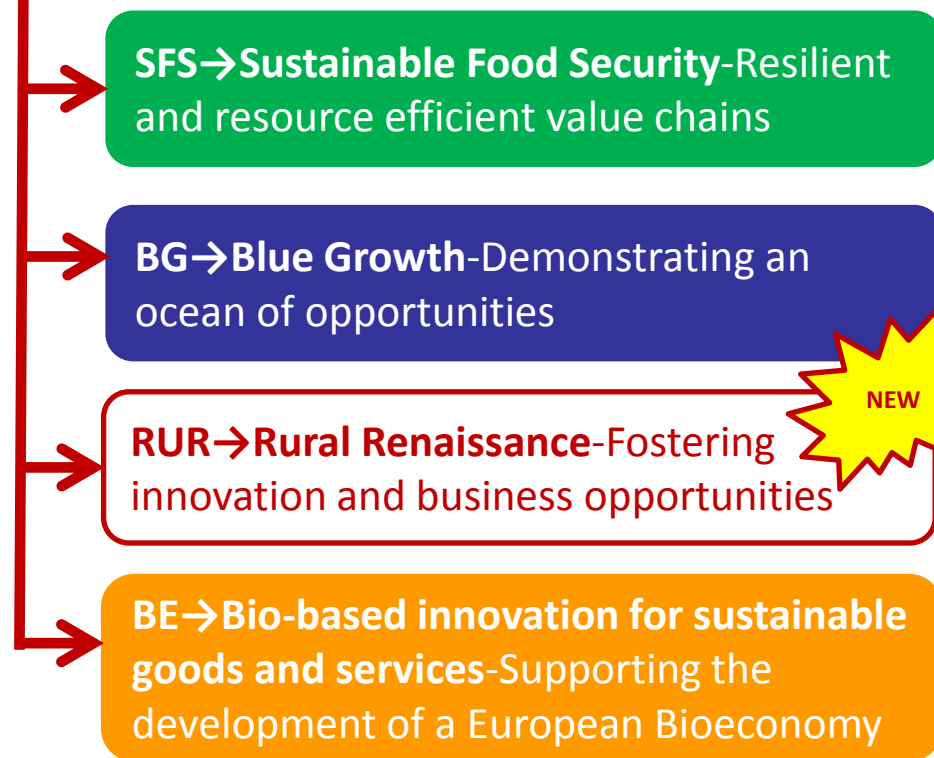 SFS→Sustainable Food Security-Resilient
and resource efficient value chains
BG→Blue Growth-Demonstrating an
ocean of opportunities
NEW
RUR→Rural Renaissance-Fostering
innovation and business opportunities
BE→Bio-based innovation for sustainable
goods and services-Supporting the
development of a European Bioeconomy